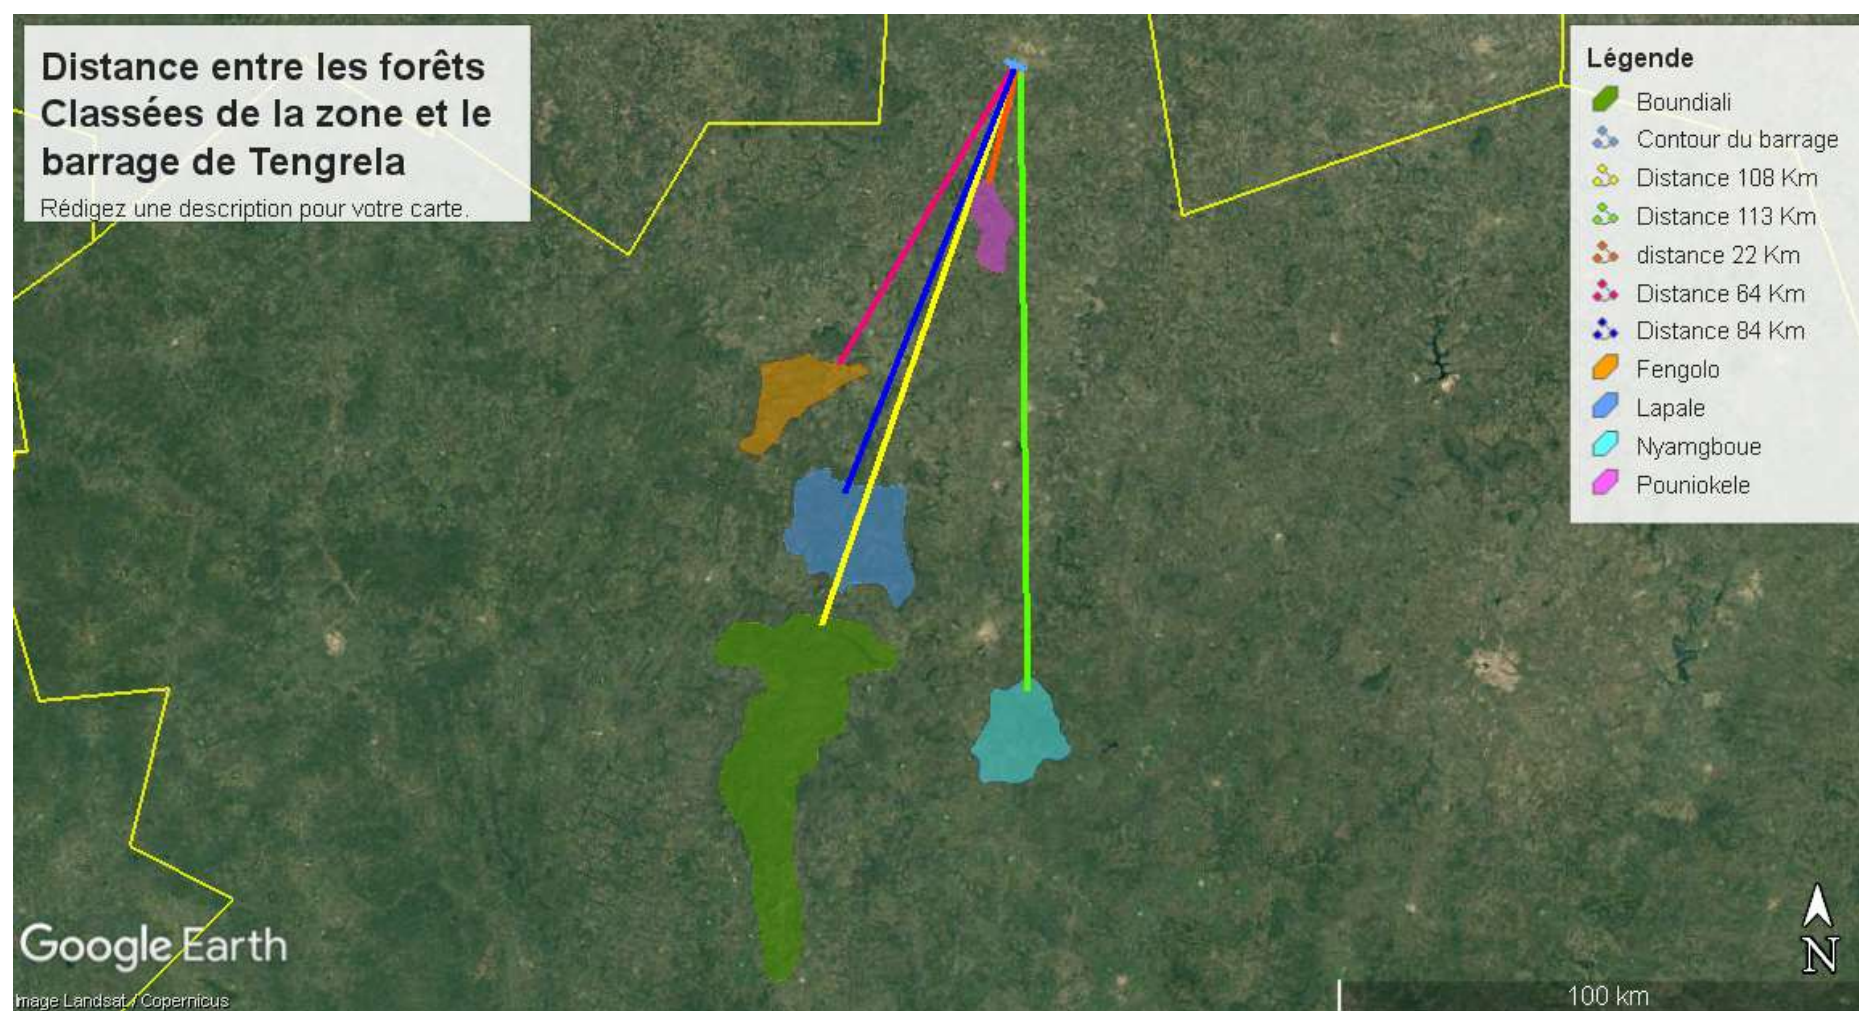 Distance entre les forêts
Classées de la zone et le
barrage de Tengrela
Rédigez une description pour votre carte.
Légende
Boundiali
Contour du barrage
Distance 108 Km
Distance 113 Km
distance 22 Km
Distance 64 Km
Distance 84 Km
Fengolo
Lapale
Nyamgboue
Pouniokele
Google Earth
Image Landsat / Copernicus
N
100 km